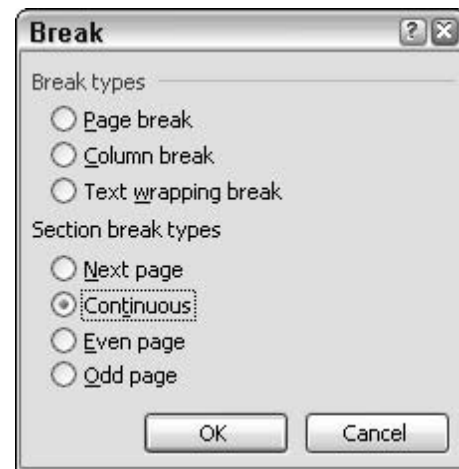 Break
Break types
Page break
Column break
Text wrapping break
Section break types
Next page
Continuous
Even page
Odd page
OK Cancel